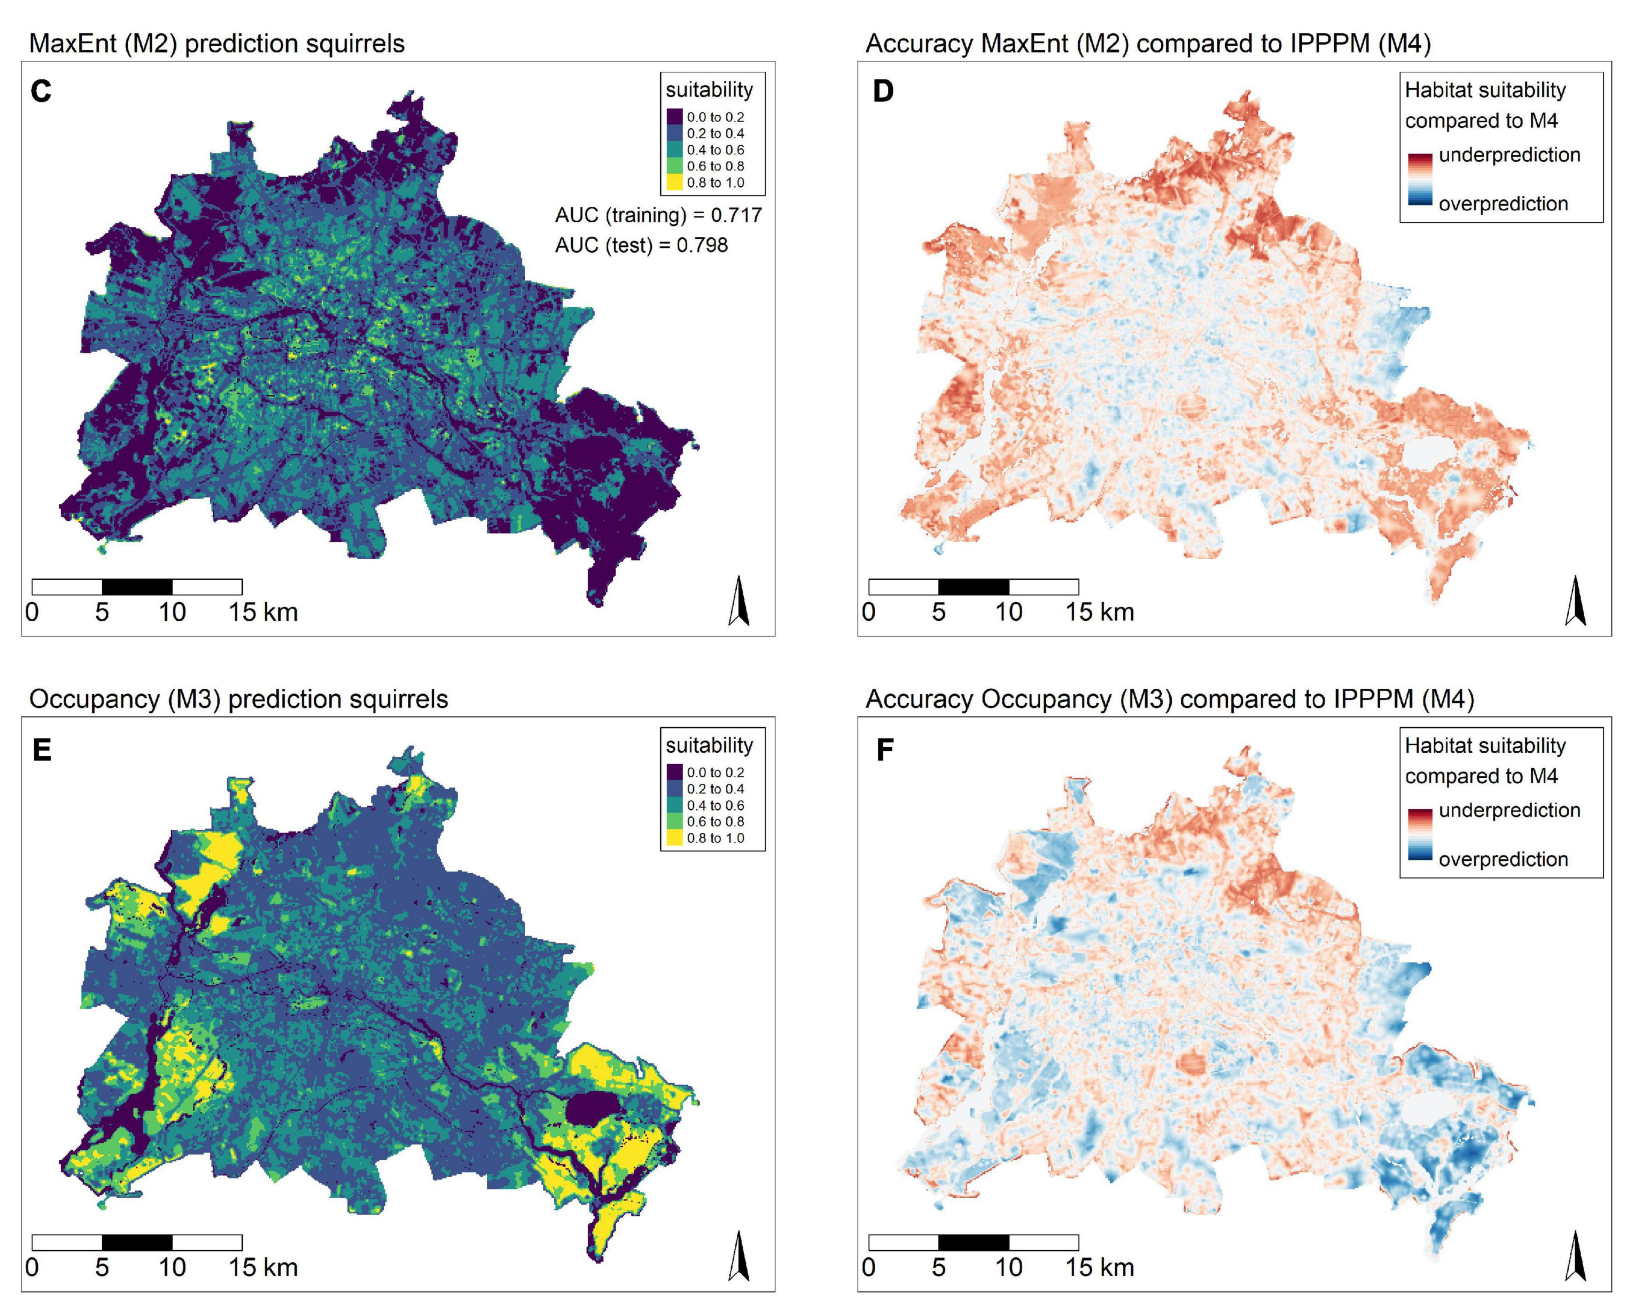 MaxEnt (M2) prediction squirrels
C
suitability
0.0 to 0.2
0.2 to 0.4
0.4 to 0.6
0.6 to 0.8
0.8 to 1.0
AUC (training) = 0.717
AUC (test) = 0.798
0 5 10 15 km
Accuracy MaxEnt (M2) compared to IPPPM (M4)
D
Habitat suitability
compared to M4
underprediction
overprediction
0 5 10 15 km
Occupancy (M3) prediction squirrels
E
suitability
0.0 to 0.2
0.2 to 0.4
0.4 to 0.6
0.6 to 0.8
0.8 to 1.0
0 5 10 15 km
Accuracy Occupancy (M3) compared to IPPPM (M4)
F
Habitat suitability
compared to M4
underprediction
overprediction
0 5 10 15 km